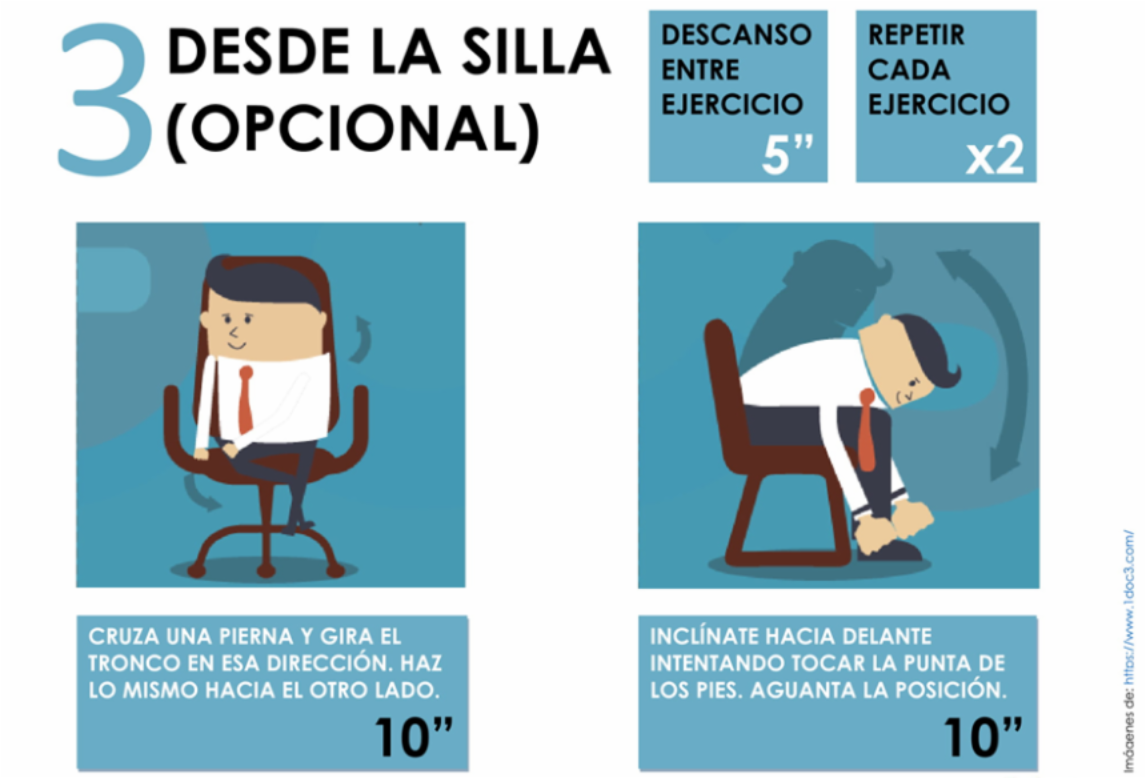 3
DESDE LA SILLA
(OPCIONAL)
DESCANSO
ENTRE
EJERCICIO
5”
REPETIR
CADA
EJERCICIO
x2
CRUZA UNA PIERNA Y GIRA EL
TRONCO EN ESA DIRECCIÓN. HAZ
LO MISMO HACIA EL OTRO LADO.
10”
INCLÍNATE HACIA DELANTE
INTENTANDO TOCAR LA PUNTA DE
LOS PIES. AGUANTA LA POSICIÓN.
10”
Imágenes de: https://www.1doc3.com/